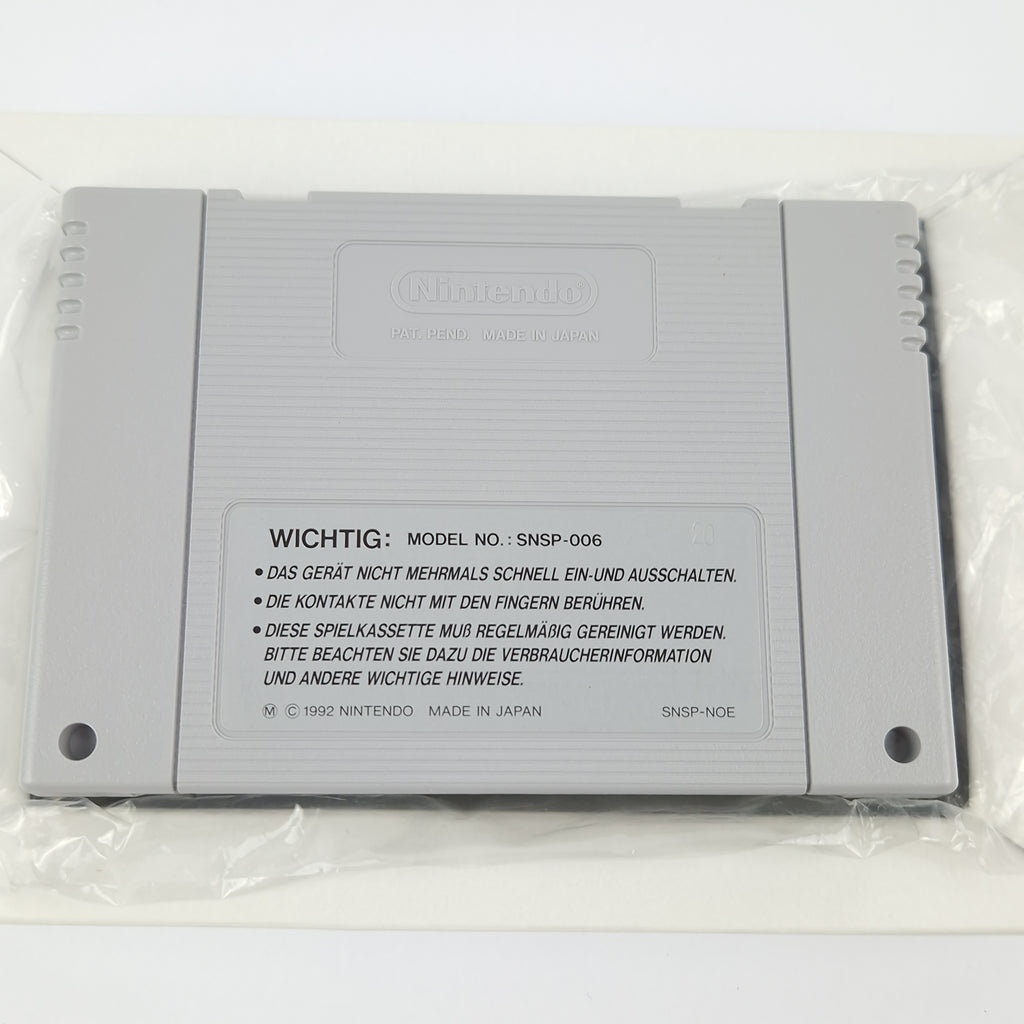 Nintendo®
PAT. PEND. MADE IN JAPAN
WICHTIG: MODEL NO.: SNSP-006
20
• DAS GERÄT NICHT MEHRMALS SCHNELL EIN-UND AUSSCHALTEN.
• DIE KONTAKTE NICHT MIT DEN FINGERN BERÜHREN.
• DIESE SPIELKASSETTE MUß REGELMÄßIG GEREINIGT WERDEN.
BITTE BEACHTEN SIE DAZU DIE VERBRAUCHERINFORMATION
UND ANDERE WICHTIGE HINWEISE.
Ⓜ © 1992 NINTENDO MADE IN JAPAN SNSP-NOE